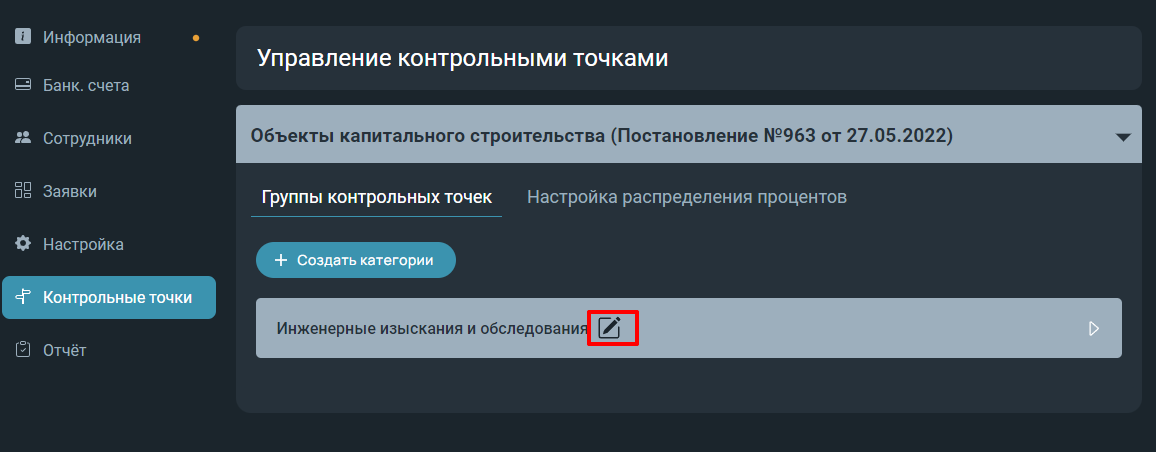 Информация
Банк. счета
Сотрудники
Заявки
Настройка
Контрольные точки
Отчёт
Управление контрольными точками
Объекты капитального строительства (Постановление №963 от 27.05.2022)
Группы контрольных точек Настройка распределения процентов
+ Создать категории
Инженерные изыскания и обследования